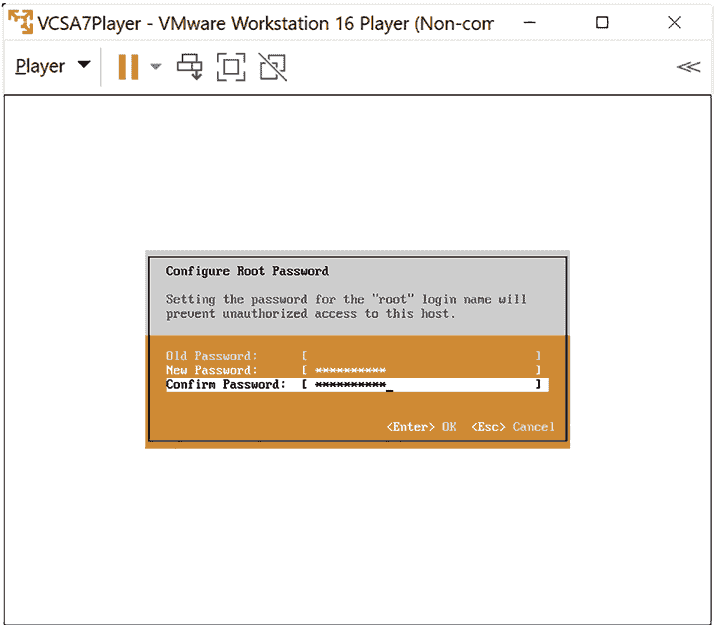 VCSA7Player - VMware Workstation 16 Player (Non-com
Player
Configure Root Password
Setting the password for the "root" login name will
prevent unauthorized access to this host.
Old Password: [ ]
New Password: [ ********** ]
Confirm Password: [ **********_ ]
<Enter> OK <Esc> Cancel